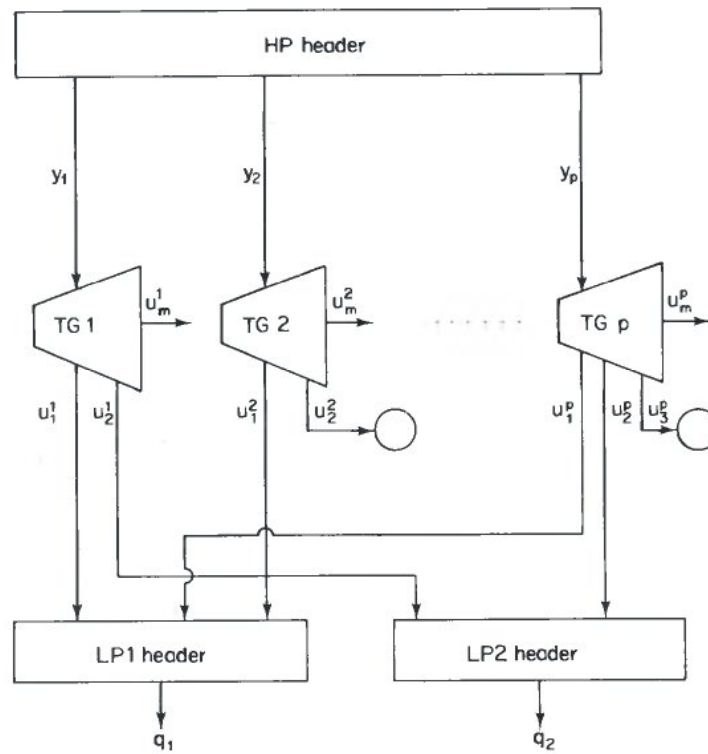 HP header
y₁
y₂
yₚ
TG 1
u¹ₘ
TG 2
u²ₘ
TG p
uᵖₘ
u¹₁
u¹₂
u²₁
u²₂
uᵖ₁
uᵖ₂
uᵖ₃
LP1 header
LP2 header
q₁
q₂